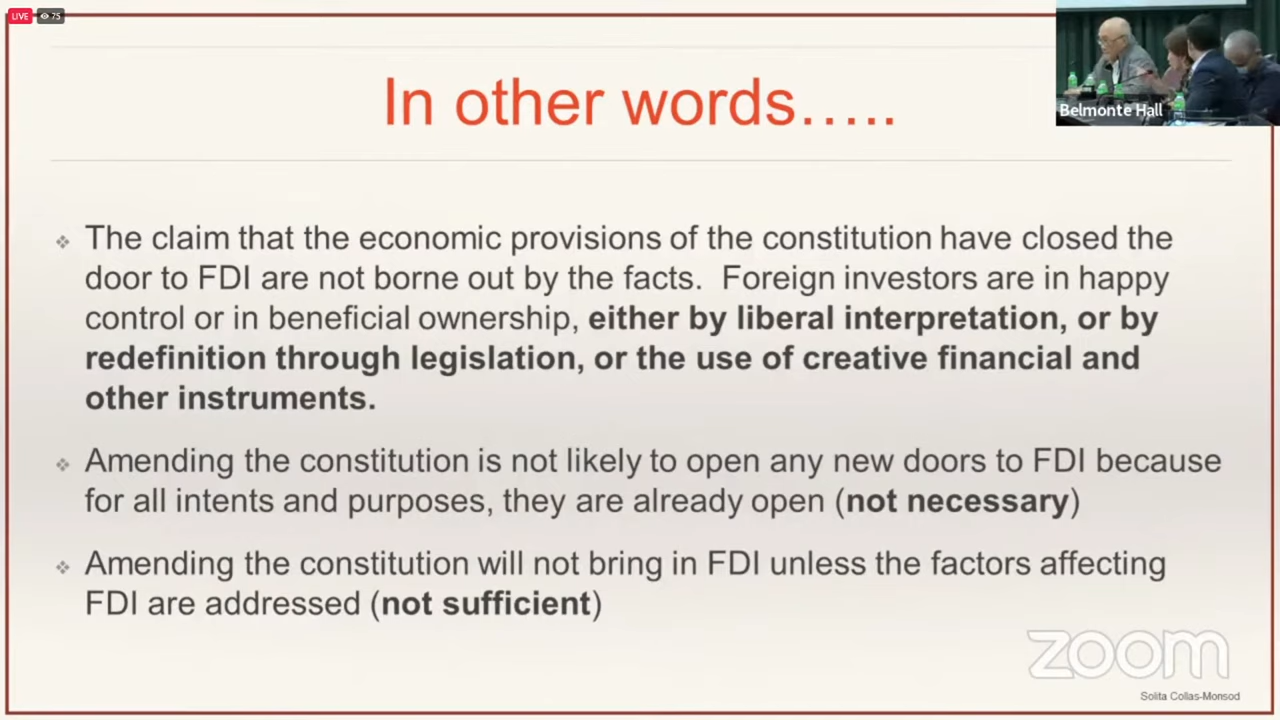 LIVE 75
In other words…..
Belmonte Hall
The claim that the economic provisions of the constitution have closed the
door to FDI are not borne out by the facts. Foreign investors are in happy
control or in beneficial ownership, either by liberal interpretation, or by
redefinition through legislation, or the use of creative financial and
other instruments.
Amending the constitution is not likely to open any new doors to FDI because
for all intents and purposes, they are already open (not necessary)
Amending the constitution will not bring in FDI unless the factors affecting
FDI are addressed (not sufficient)
zoom
Solita Collas-Monsod